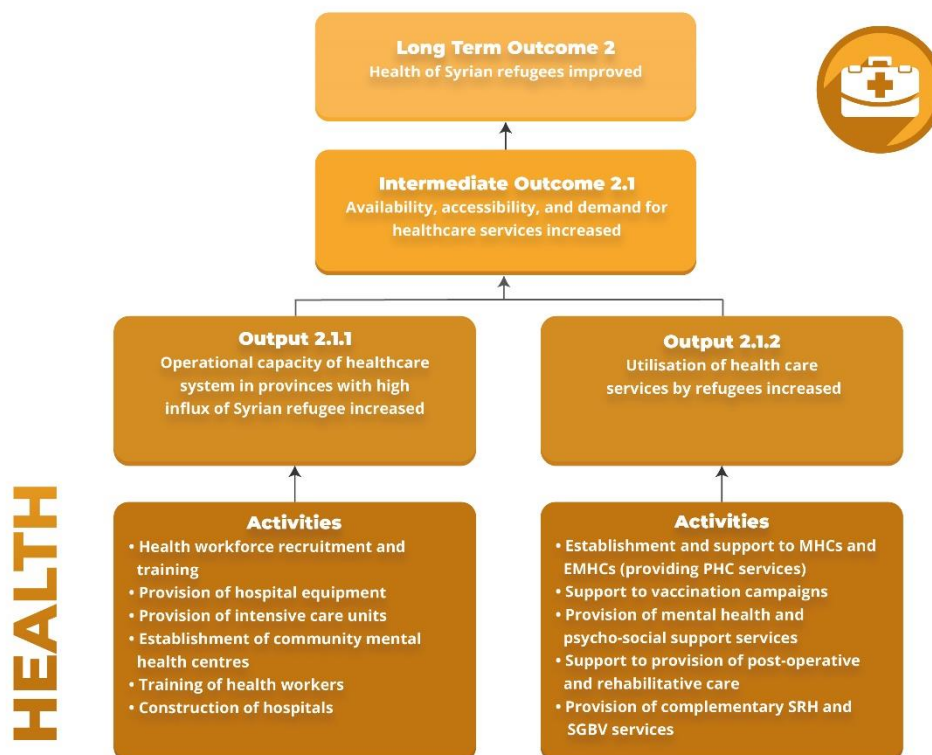 Long Term Outcome 2
Health of Syrian refugees improved
Intermediate Outcome 2.1
Availability, accessibility, and demand for
healthcare services increased
Output 2.1.1
Operational capacity of healthcare
system in provinces with high
influx of Syrian refugee increased
Output 2.1.2
Utilisation of health care
services by refugees increased
HEALTH
Activities
• Health workforce recruitment and
training
• Provision of hospital equipment
• Provision of intensive care units
• Establishment of community mental
health centres
• Training of health workers
• Construction of hospitals
Activities
• Establishment and support to MHCs and
EMHCs (providing PHC services)
• Support to vaccination campaigns
• Provision of mental health and
psycho-social support services
• Support to provision of post-operative
and rehabilitative care
• Provision of complementary SRH and
SGBV services